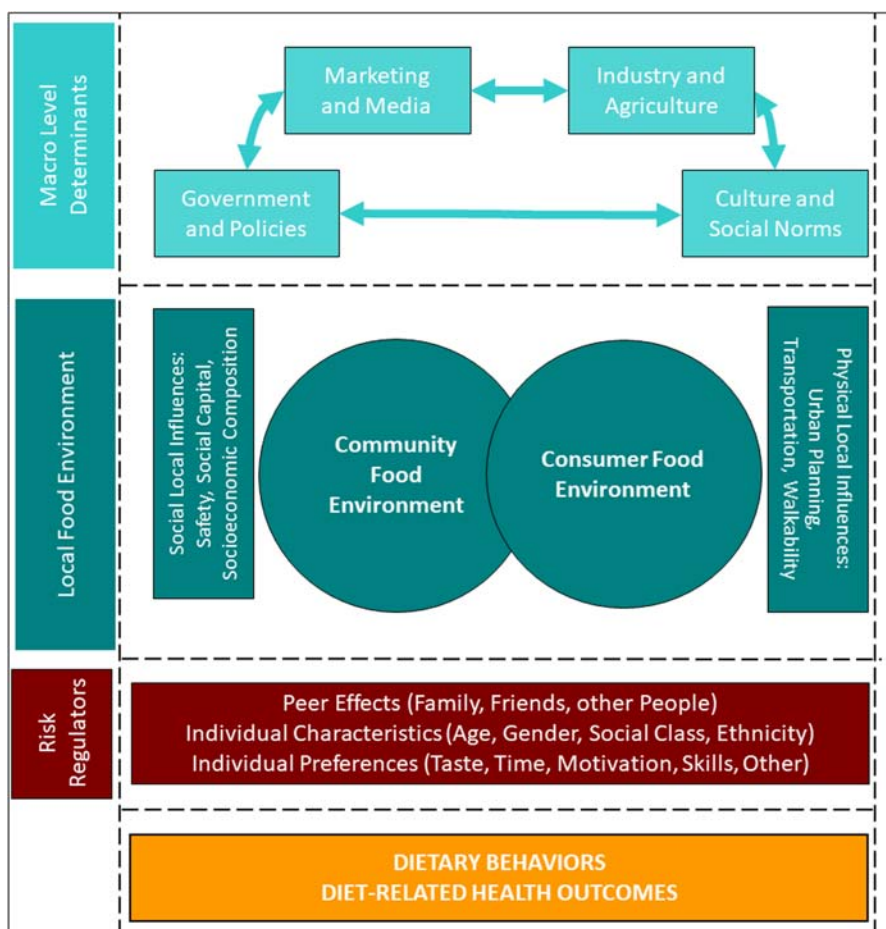 Macro Level
Determinants
Marketing
and Media
Industry and
Agriculture
Government
and Policies
Culture and
Social Norms
Local Food Environment
Social Local Influences:
Safety, Social Capital,
Socioeconomic Composition
Community
Food
Environment
Consumer Food
Environment
Physical Local Influences:
Urban Planning,
Transportation, Walkability
Risk
Regulators
Peer Effects (Family, Friends, other People)
Individual Characteristics (Age, Gender, Social Class, Ethnicity)
Individual Preferences (Taste, Time, Motivation, Skills, Other)
DIETARY BEHAVIORS
DIET-RELATED HEALTH OUTCOMES